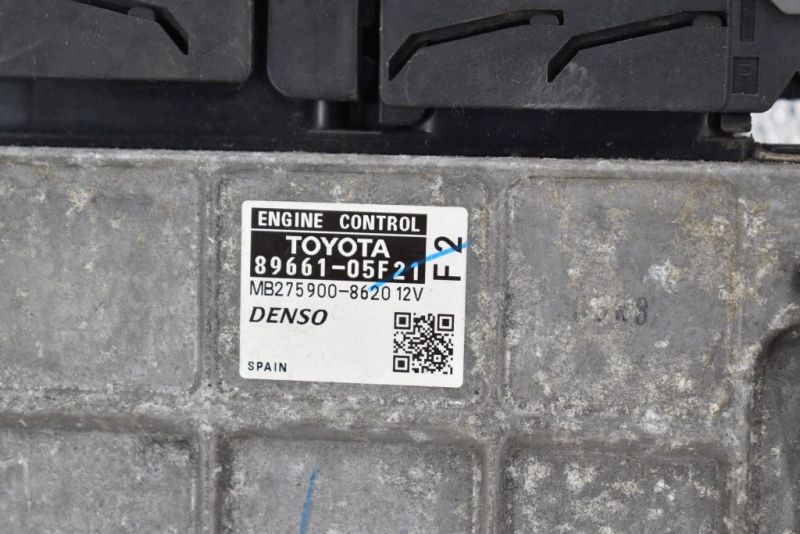 ENGINE CONTROL
TOYOTA
89661-05F21
F2
MB275900-8620 12V
DENSO
SPAIN